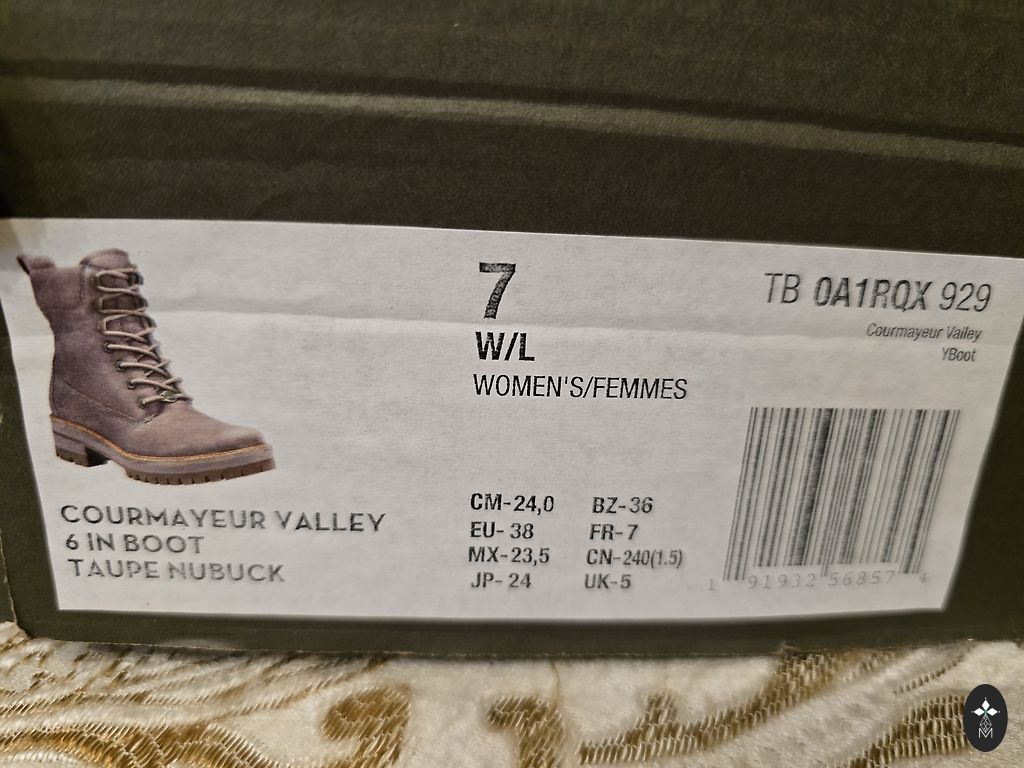 7
W/L
WOMEN'S/FEMMES
TB 0A1RQX 929
Courmayeur Valley
YBoot
COURMAYEUR VALLEY
6 IN BOOT
TAUPE NUBUCK
CM-24,0 BZ-36
EU-38 FR-7
MX-23,5 CN-240(1.5)
JP-24 UK-5
1 91932 56857 4
M